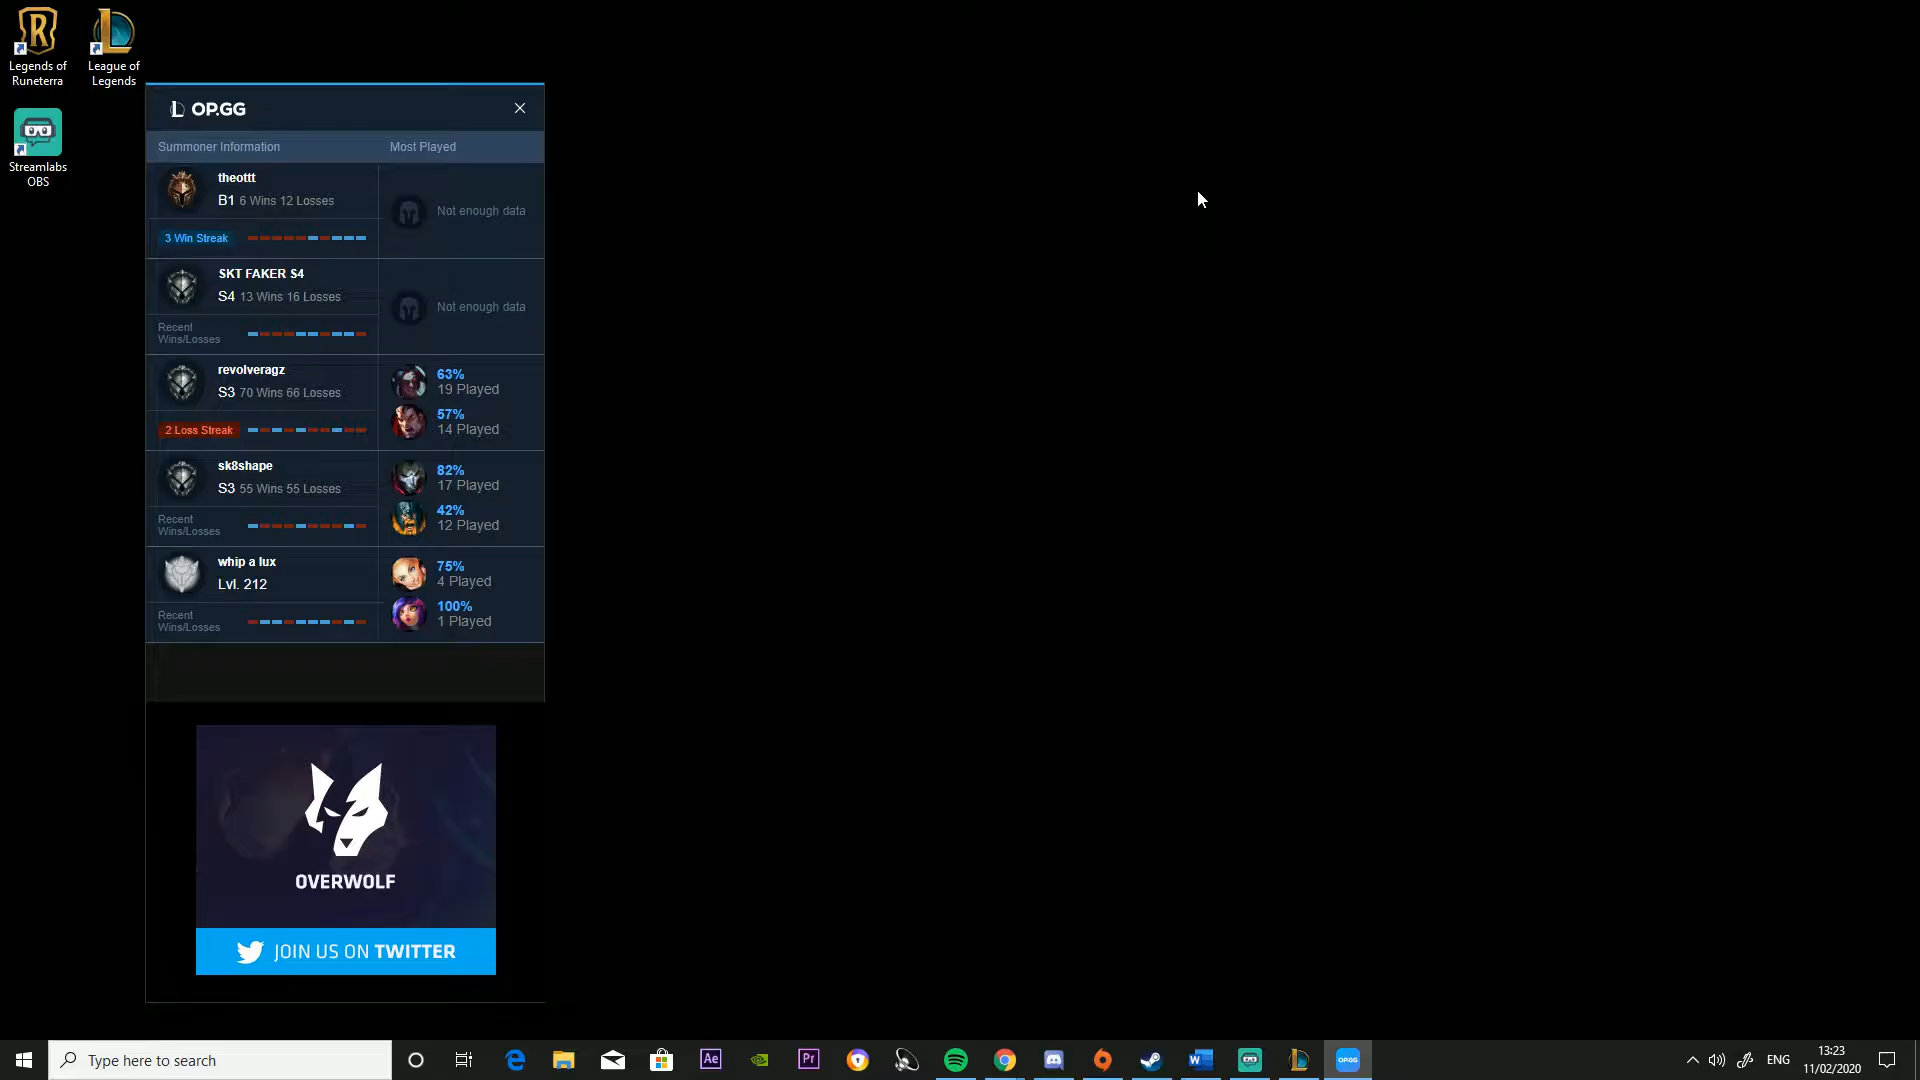 Legends of
Runeterra
League of
Legends
Streamlabs
OBS
OP.GG
Summoner Information
Most Played
theottt
B1 6 Wins 12 Losses
3 Win Streak
Not enough data
SKT FAKER S4
S4 13 Wins 16 Losses
Recent
Wins/Losses
Not enough data
revolveragz
S3 70 Wins 66 Losses
2 Loss Streak
63%
19 Played
57%
14 Played
sk8shape
S3 55 Wins 55 Losses
Recent
Wins/Losses
82%
17 Played
42%
12 Played
whip a lux
Lvl. 212
Recent
Wins/Losses
75%
4 Played
100%
1 Played
OVERWOLF
JOIN US ON TWITTER
Type here to search
Ae
Pr
W
OP.GG
ENG
13:23
11/02/2020